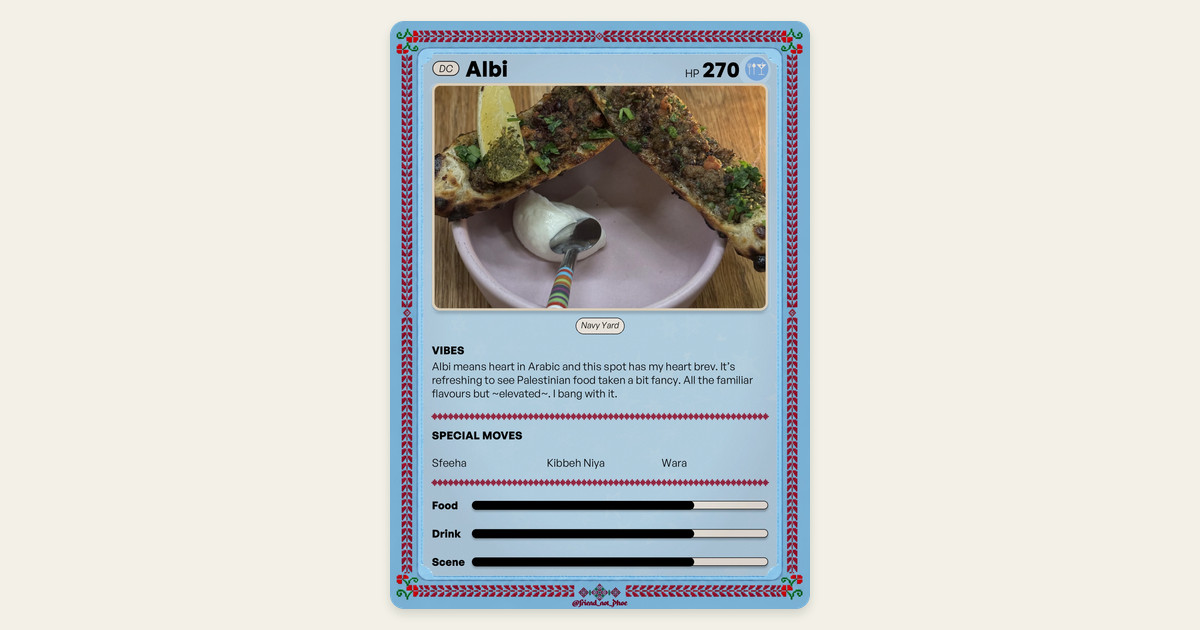 DC Albi HP 270
Navy Yard
VIBES
Albi means heart in Arabic and this spot has my heart brev. It's
refreshing to see Palestinian food taken a bit fancy. All the familiar
flavours but ~elevated~. I bang with it.
SPECIAL MOVES
Sfeeha Kibbeh Niya Wara
Food
Drink
Scene
@friend_not_phoe